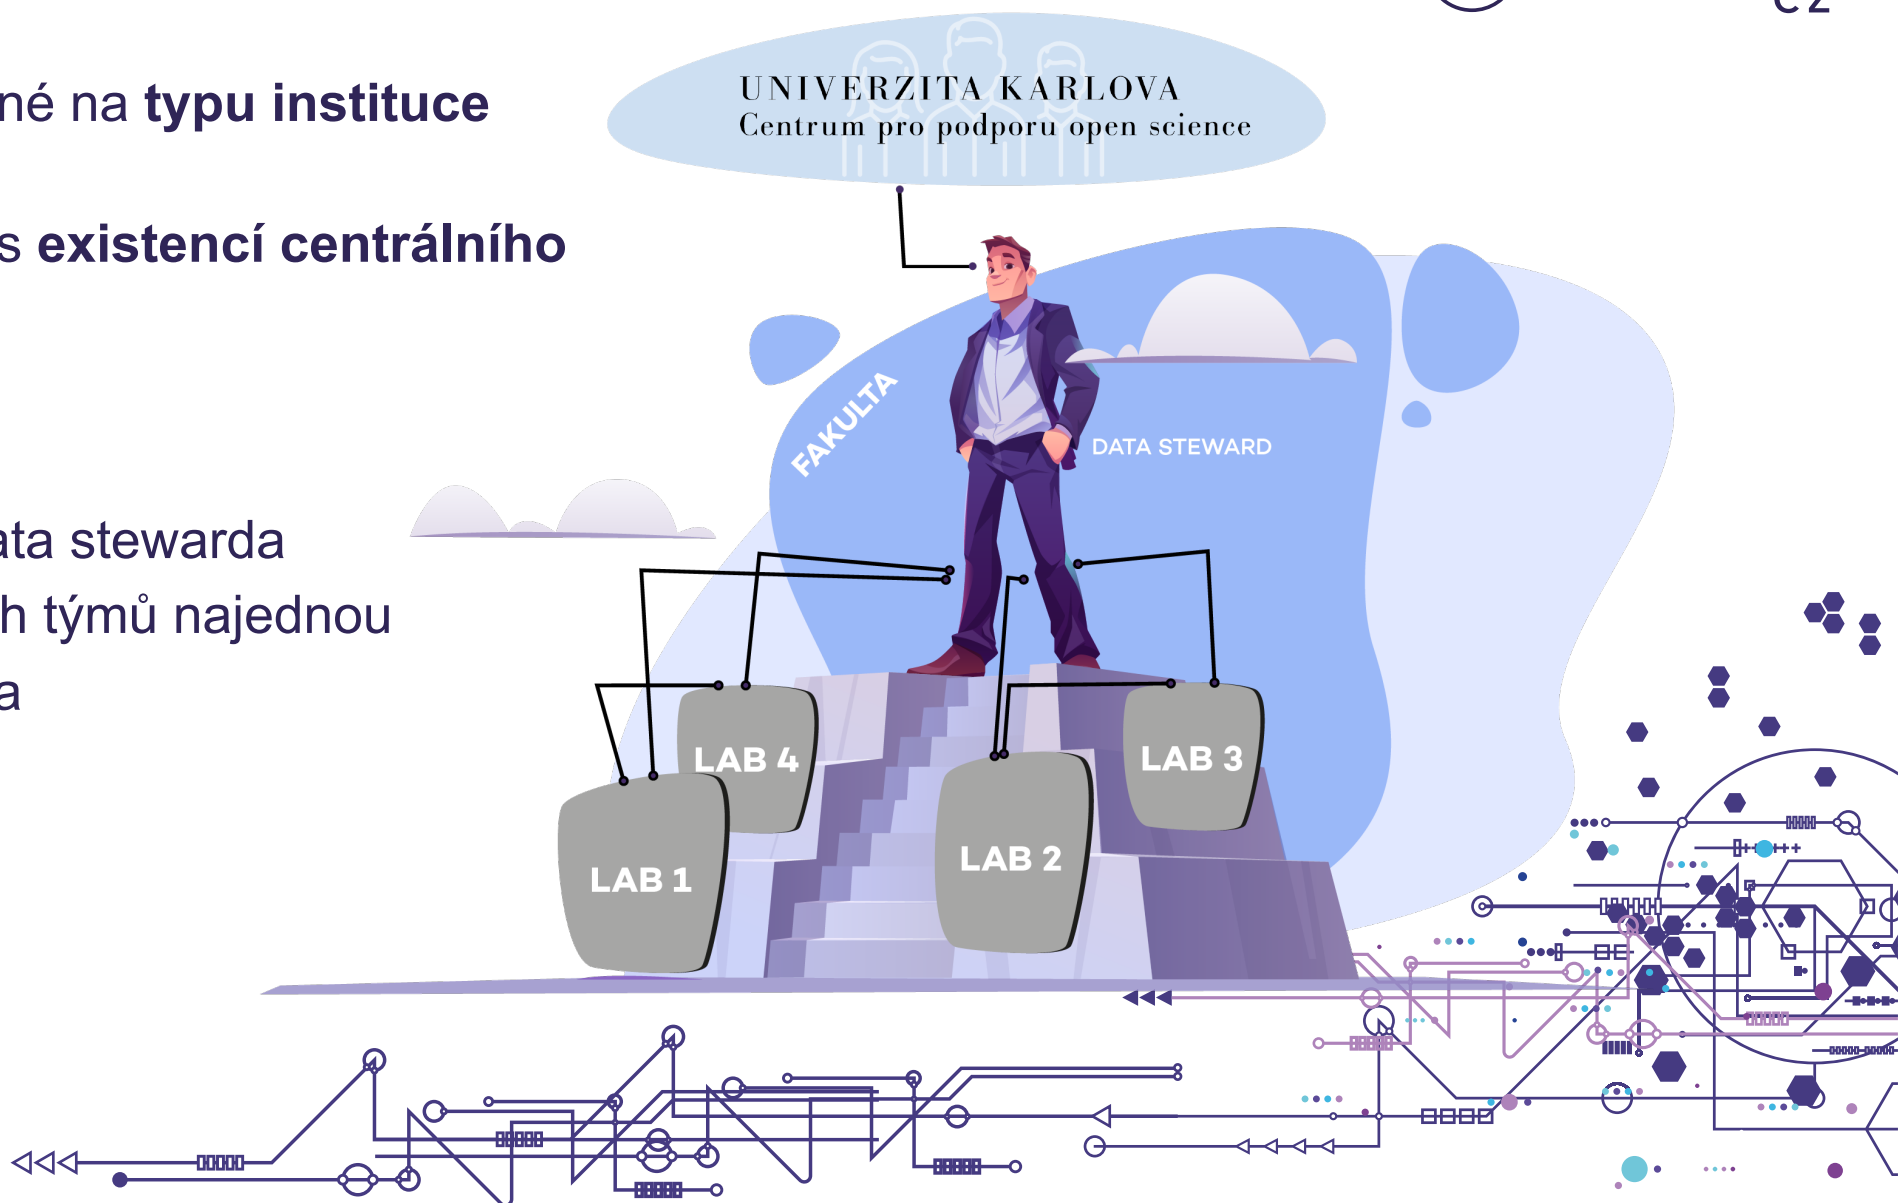 cz
né na typu instituce
s existencí centrálního
ata stewarda
h týmů najednou
a
UNIVERZITA KARLOVA
Centrum pro podporu open science
FAKULTA
DATA STEWARD
LAB 4
LAB 3
LAB 1
LAB 2